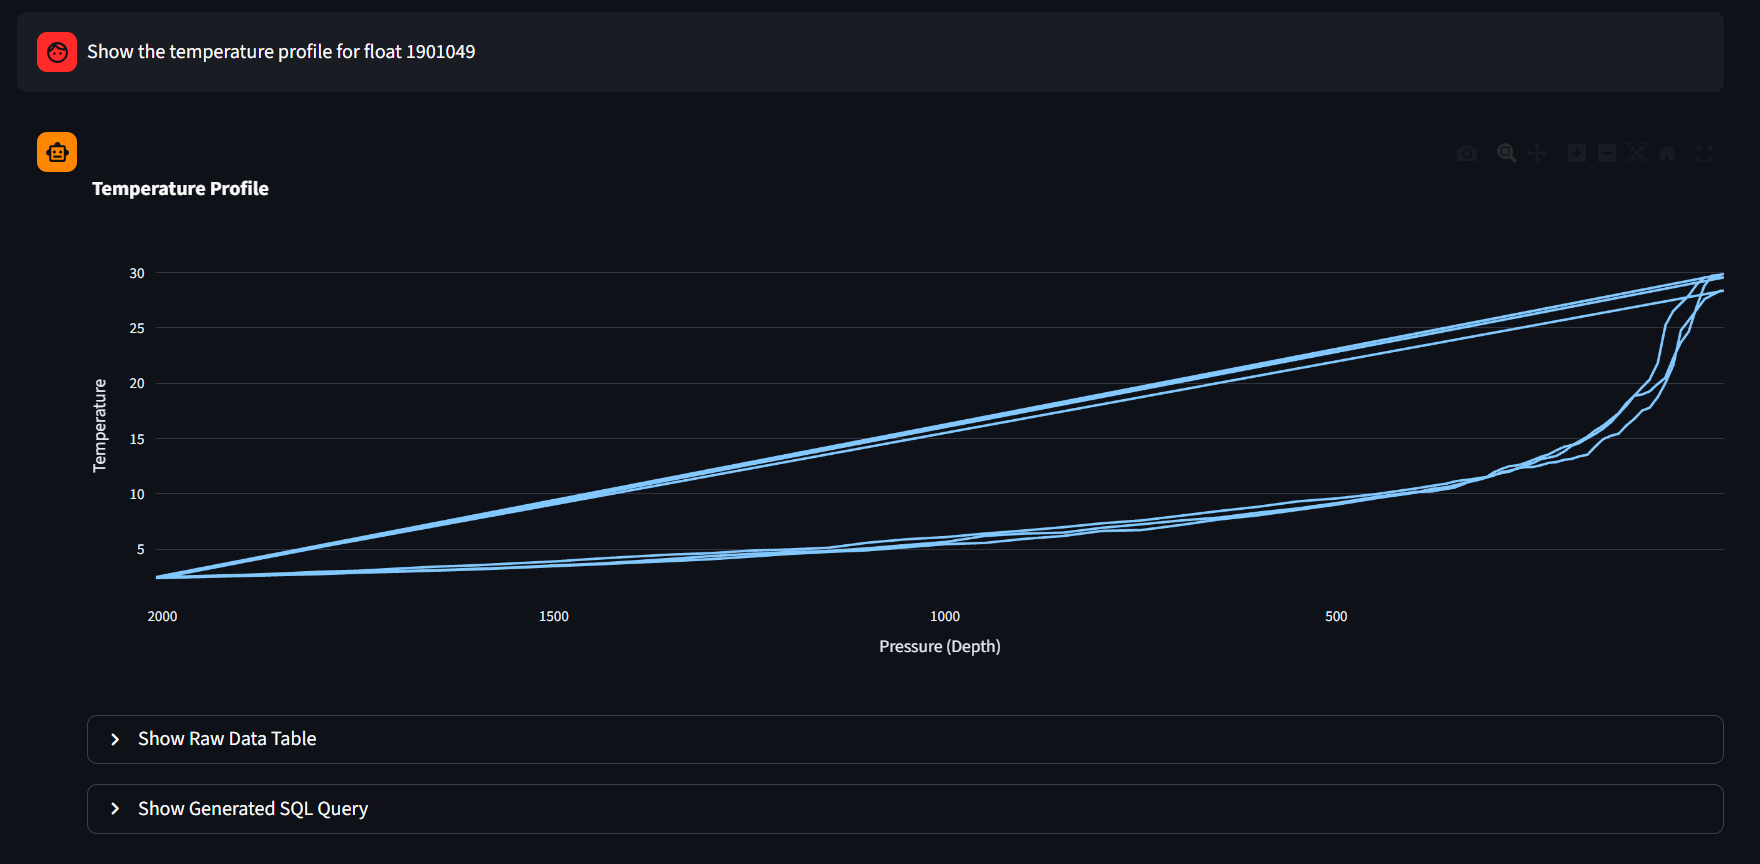 Show the temperature profile for float 1901049
Temperature Profile
30
25
20
15
10
5
Temperature
2000
1500
1000
500
Pressure (Depth)
Show Raw Data Table
Show Generated SQL Query